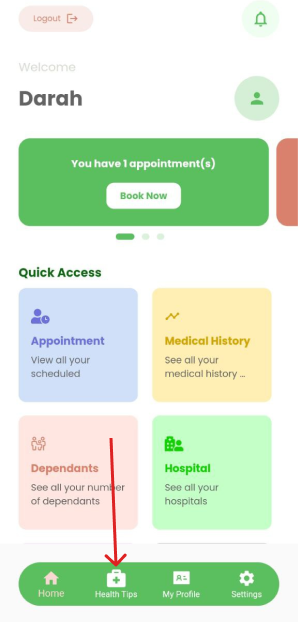 Logout
Welcome
Darah
You have 1 appointment(s)
Book Now
Quick Access
Appointment
View all your
scheduled
Medical History
See all your
medical history ...
Dependants
See all your number
of dependants
Hospital
See all your
hospitals
Home
Health Tips
My Profile
Settings